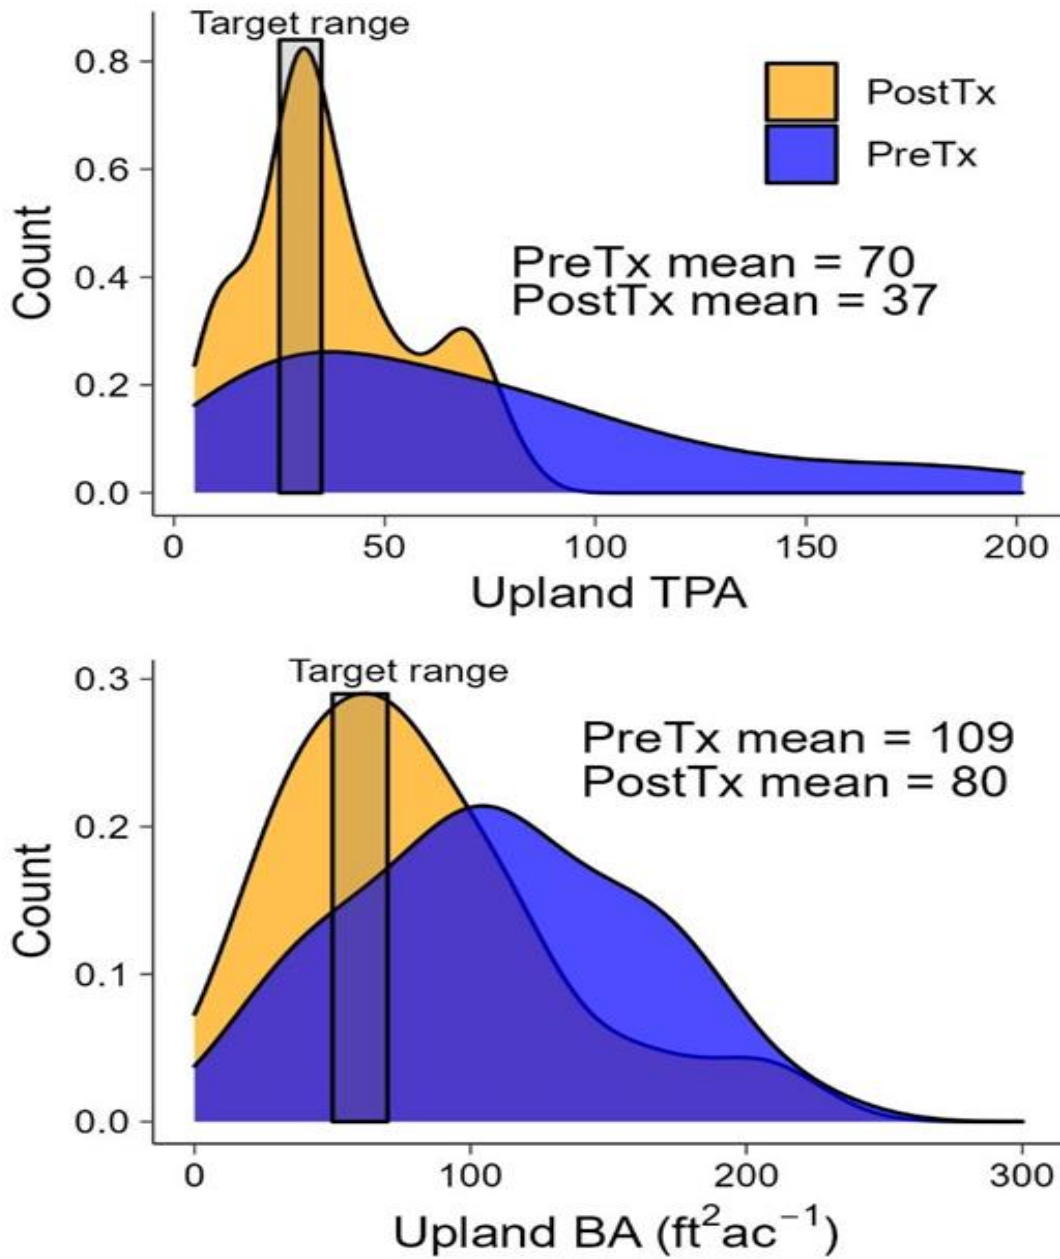 Target range
PostTx
PreTx
PreTx mean = 70
PostTx mean = 37
Count
0.8
0.6
0.4
0.2
0.0
0 50 100 150 200
Upland TPA
Target range
PreTx mean = 109
PostTx mean = 80
Count
0.3
0.2
0.1
0.0
0 100 200 300
Upland BA (ft²ac⁻¹)